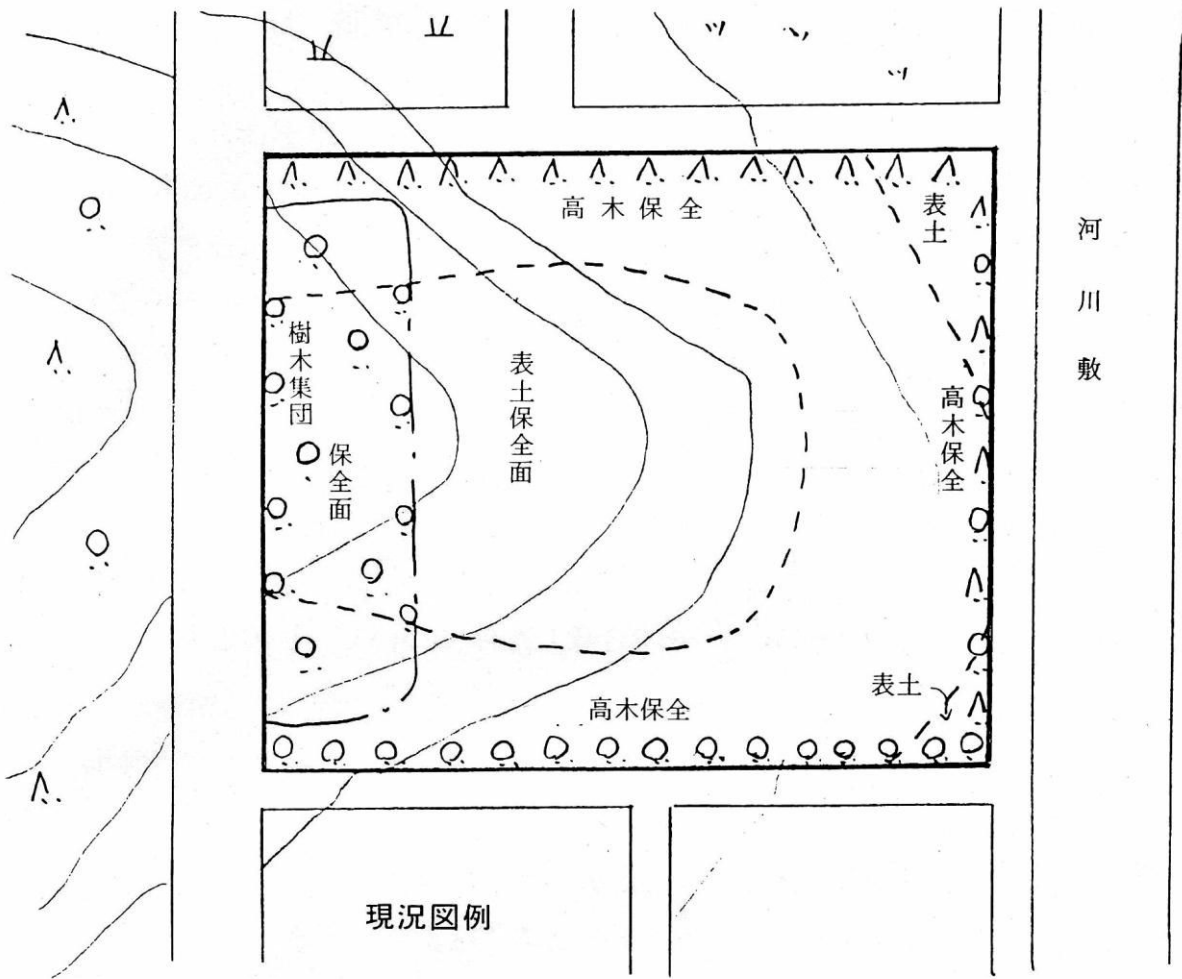 高木保全
表土
河川敷
樹木集団
保全面
表土保全面
高木保全
表土
高木保全
現況図例